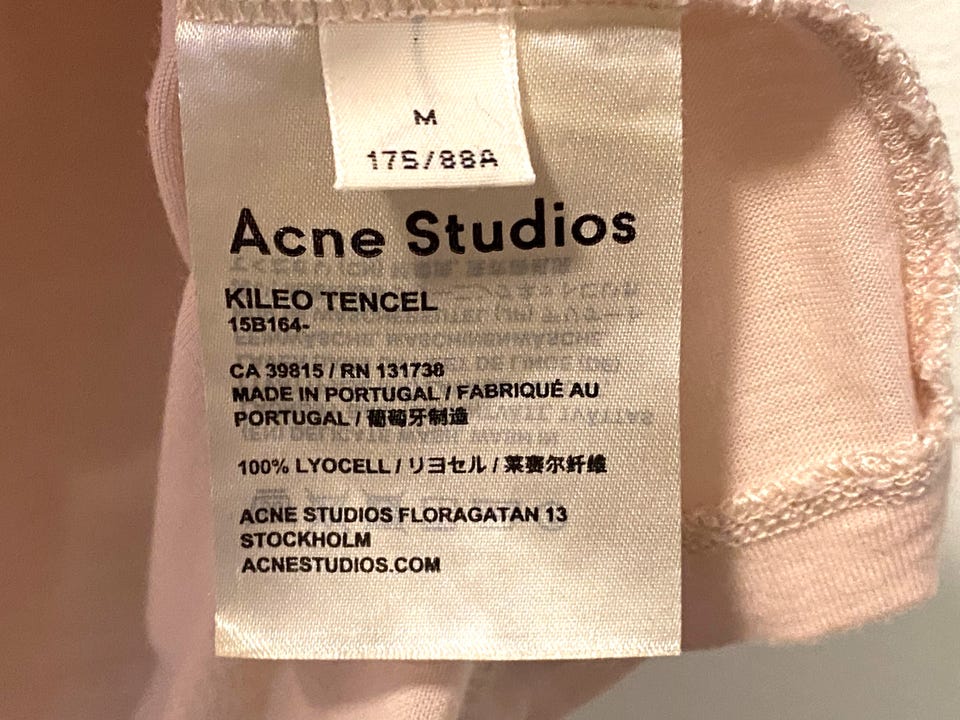 M
175/88A
Acne Studios
KILEO TENCEL
15B164-
CA 39815 / RN 131738
MADE IN PORTUGAL / FABRIQUÉ AU
PORTUGAL / 葡萄牙制造
100% LYOCELL / リヨセル / 莱赛尔纤维
ACNE STUDIOS FLORAGATAN 13
STOCKHOLM
ACNESTUDIOS.COM